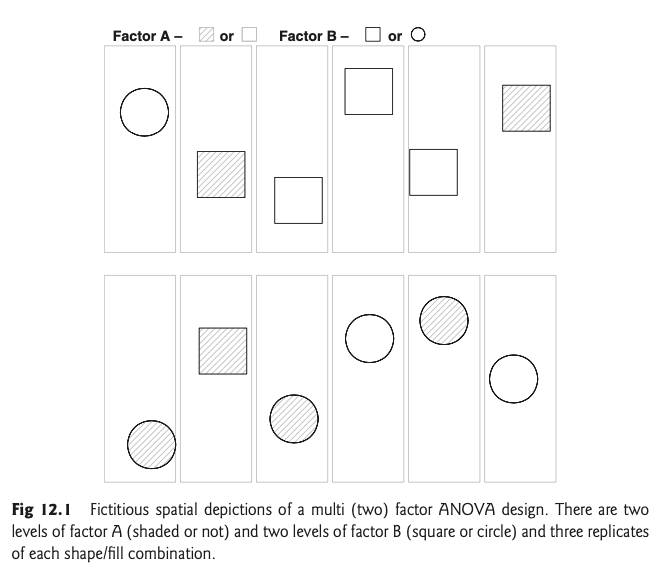 Factor A – or Factor B – or
Fig 12.1 Fictitious spatial depictions of a multi (two) factor ANOVA design. There are two
levels of factor A (shaded or not) and two levels of factor B (square or circle) and three replicates
of each shape/fill combination.